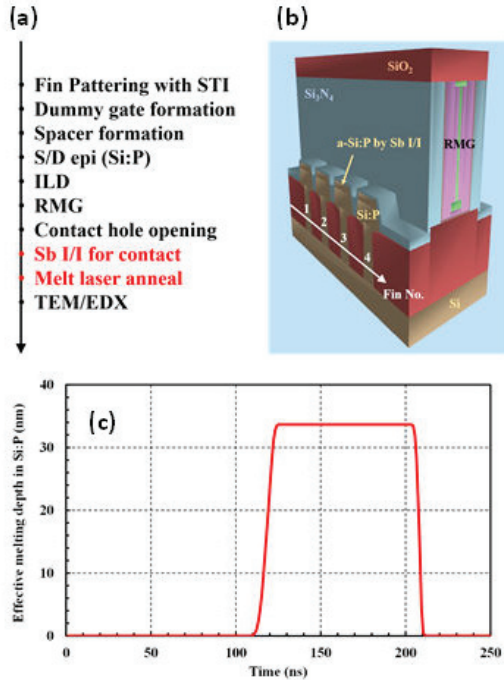 (a)
Fin Pattering with STI
Dummy gate formation
Spacer formation
S/D epi (Si:P)
ILD
RMG
Contact hole opening
Sb I/I for contact
Melt laser anneal
TEM/EDX
(b)
SiO2
Si3N4
RMG
a-Si:P by Sb I/I
Si:P
1
2
3
4
Fin No.
Si
(c)
Effective melting depth in Si:P (nm)
40
30
20
10
0
0 50 100 150 200 250
Time (ns)